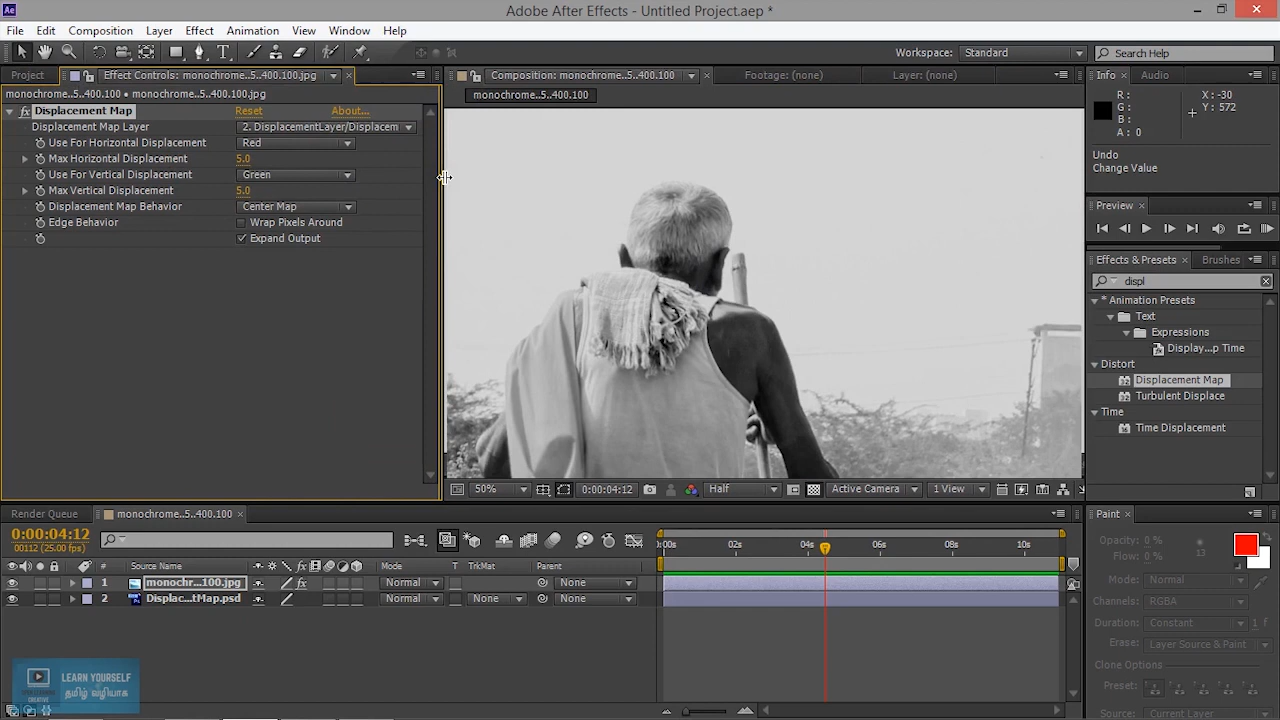 Adobe After Effects - Untitled Project.aep *
File Edit Composition Layer Effect Animation View Window Help
Workspace: Standard Search Help
Project Effect Controls: monochrome..5..400.100.jpg Composition: monochrome..5..400.100 Footage: (none) Layer: (none) Info Audio
monochrome..5..400.100 • monochrome..5..400.100.jpg
monochrome..5..400.100
R: X: -30
G: Y: 572
B:
A: 0
Undo
Change Value
fx Displacement Map Reset About...
Displacement Map Layer 2. DisplacementLayer/Displacem
Use For Horizontal Displacement Red
Max Horizontal Displacement 5.0
Use For Vertical Displacement Green
Max Vertical Displacement 5.0
Displacement Map Behavior Center Map
Edge Behavior Wrap Pixels Around
Expand Output
Preview
Effects & Presets Brushes
displ
* Animation Presets
Text
Expressions
Display...p Time
Distort
Displacement Map
Turbulent Displace
Time
Time Displacement
50% 0:00:04:12 Half Active Camera 1 View
Render Queue monochrome..5..400.100
0:00:04:12
00112 (25.00 fps)
:00s 02s 04s 06s 08s 10s
# Source Name Mode T TrkMat Parent
1 monochr...100.jpg Normal None
2 Displac...tMap.psd Normal None None
Paint
Opacity: 0 %
Flow: 0 %
13
Mode: Normal
Channels: RGBA
Duration: Constant 1 f
Erase: Layer Source & Paint
Clone Options
Preset:
Source: Current Layer
LEARN YOURSELF
தமிழ் வழியாக
CREATIVE